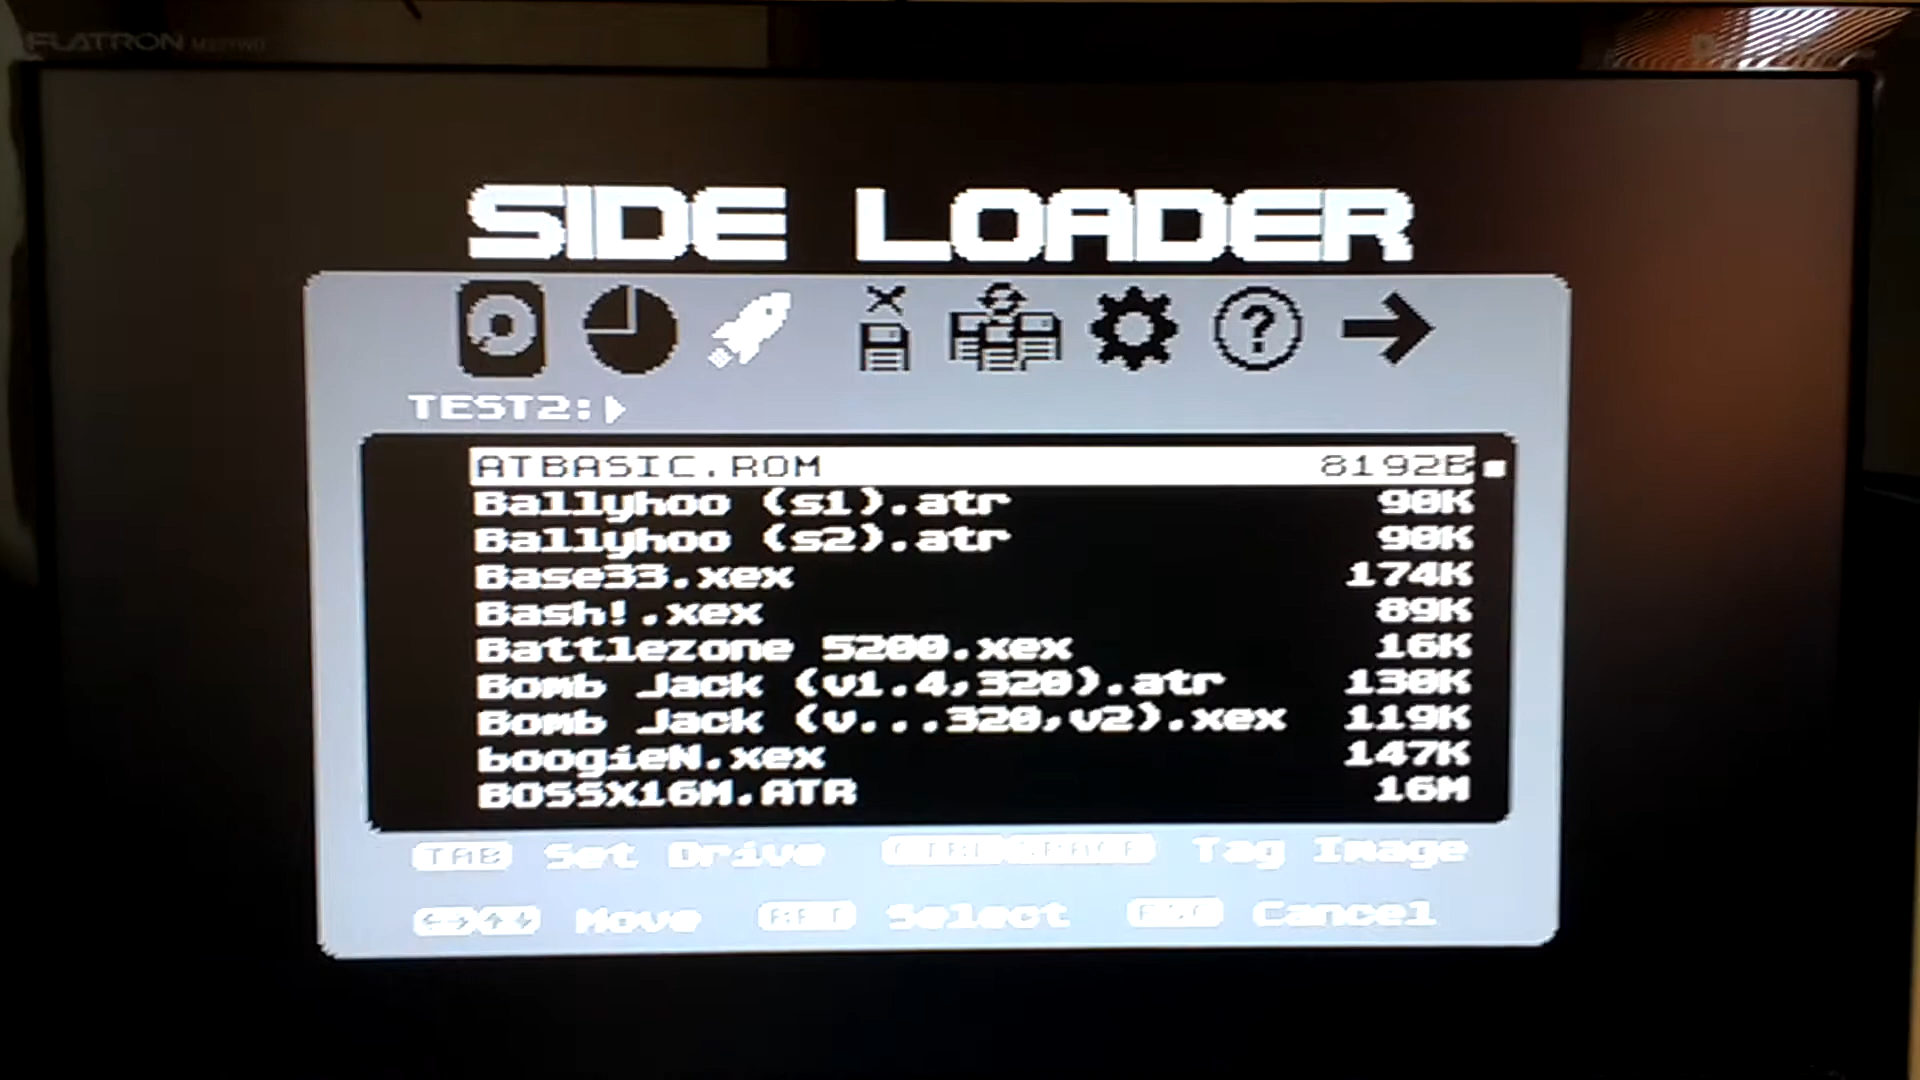 FLATRON
SIDE LOADER
TEST2:
ATBASIC.ROM 8192B
Ballyhoo (s1).atr 90K
Ballyhoo (s2).atr 90K
Base33.xex 174K
Bash!.xex 89K
Battlezone 5200.xex 16K
Bomb Jack (v1.4,320).atr 130K
Bomb Jack (v...320,v2).xex 119K
boogieN.xex 147K
BOSSX16M.ATR 16M
TAB Set Drive Tag Image
Move Select Cancel